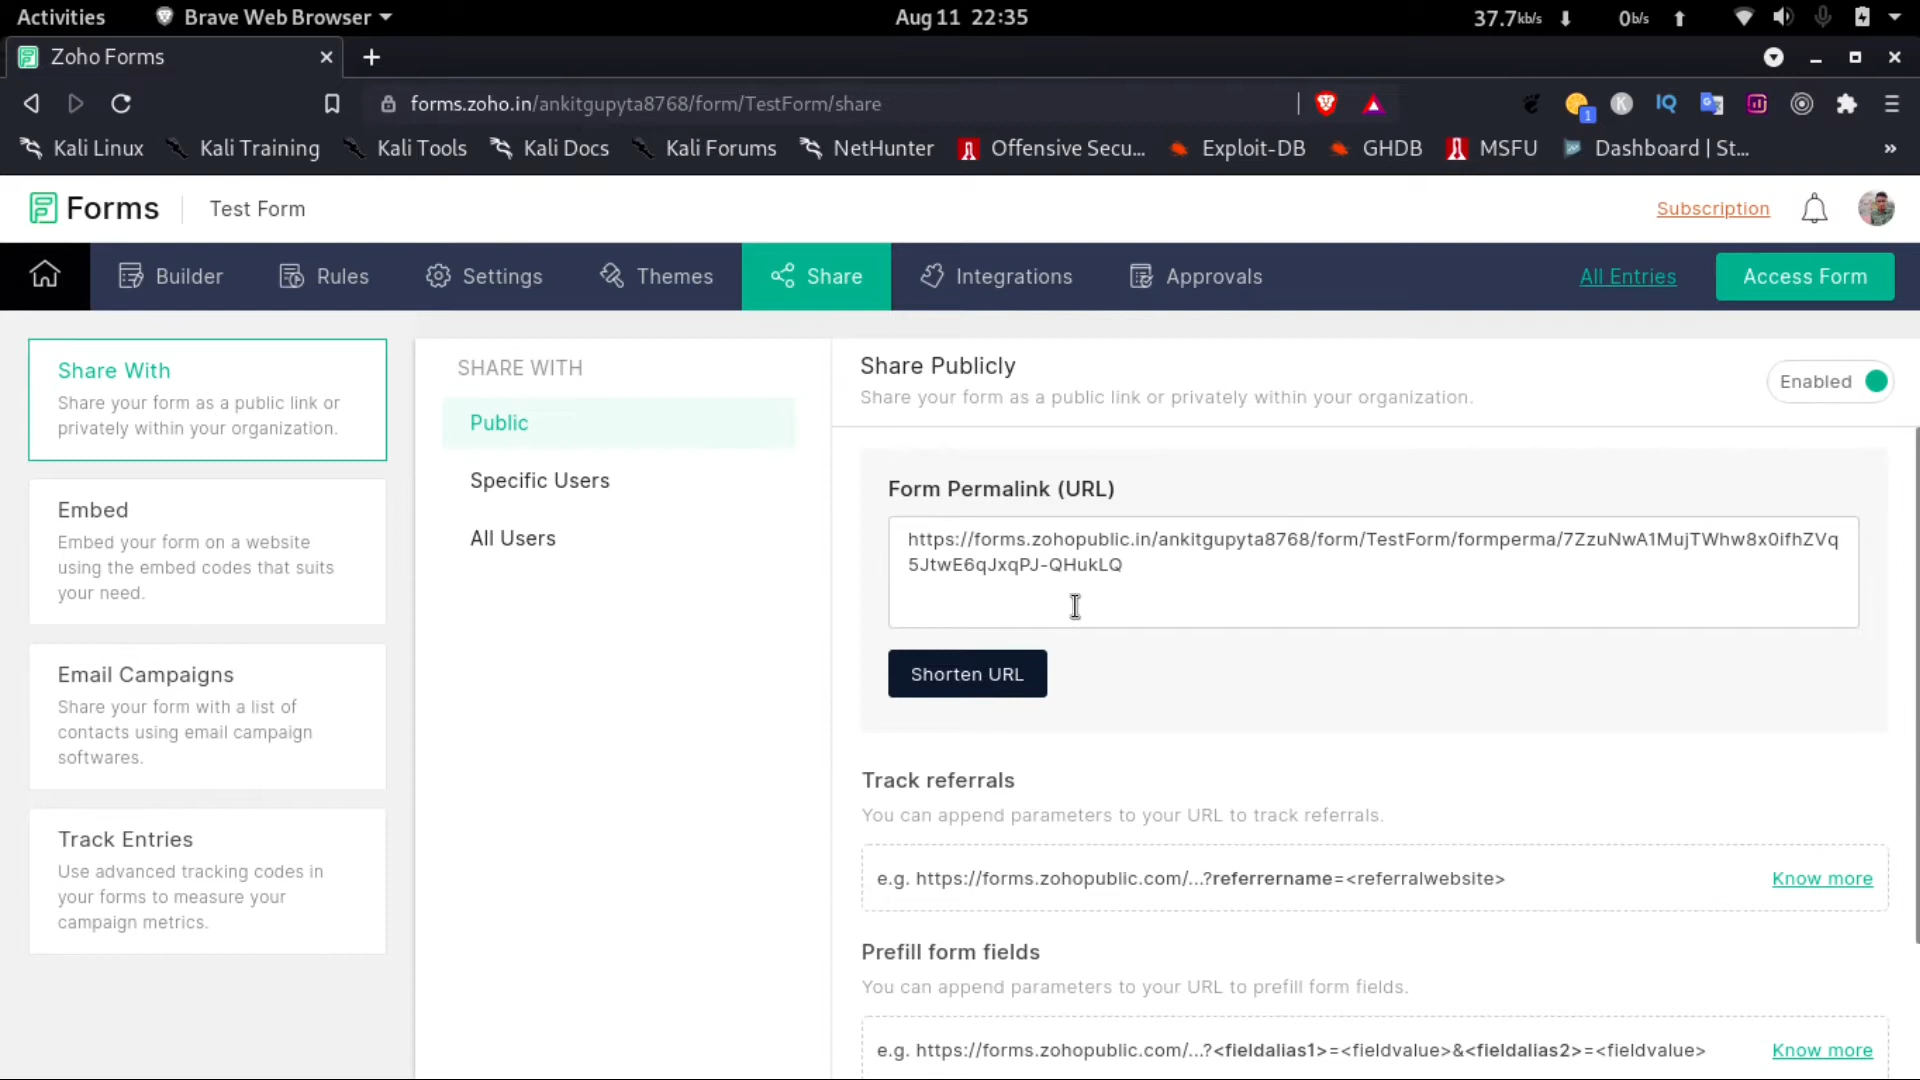 Activities
Brave Web Browser
Aug 11 22:35
37.7kb/s
0b/s
Zoho Forms
forms.zoho.in/ankitgupyta8768/form/TestForm/share
1
Kali Linux
Kali Training
Kali Tools
Kali Docs
Kali Forums
NetHunter
Offensive Secu...
Exploit-DB
GHDB
MSFU
Dashboard | St...
»
Forms
Test Form
Subscription
Builder
Rules
Settings
Themes
Share
Integrations
Approvals
All Entries
Access Form
Share With
Share your form as a public link or
privately within your organization.
Embed
Embed your form on a website
using the embed codes that suits
your need.
Email Campaigns
Share your form with a list of
contacts using email campaign
softwares.
Track Entries
Use advanced tracking codes in
your forms to measure your
campaign metrics.
SHARE WITH
Public
Specific Users
All Users
Share Publicly
Share your form as a public link or privately within your organization.
Enabled
Form Permalink (URL)
https://forms.zohopublic.in/ankitgupyta8768/form/TestForm/formperma/7ZzuNwA1MujTWhw8x0ifhZVq
5JtwE6qJxqPJ-QHukLQ
Shorten URL
Track referrals
You can append parameters to your URL to track referrals.
e.g. https://forms.zohopublic.com/...?referrername=<referralwebsite>
Know more
Prefill form fields
You can append parameters to your URL to prefill form fields.
e.g. https://forms.zohopublic.com/...?<fieldalias1>=<fieldvalue>&<fieldalias2>=<fieldvalue>
Know more